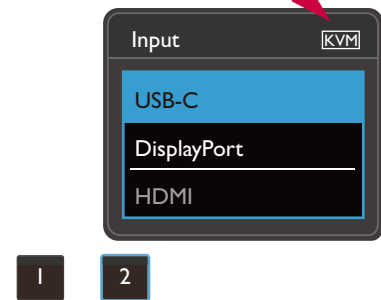 Input KVM
USB-C
DisplayPort
HDMI
1 2